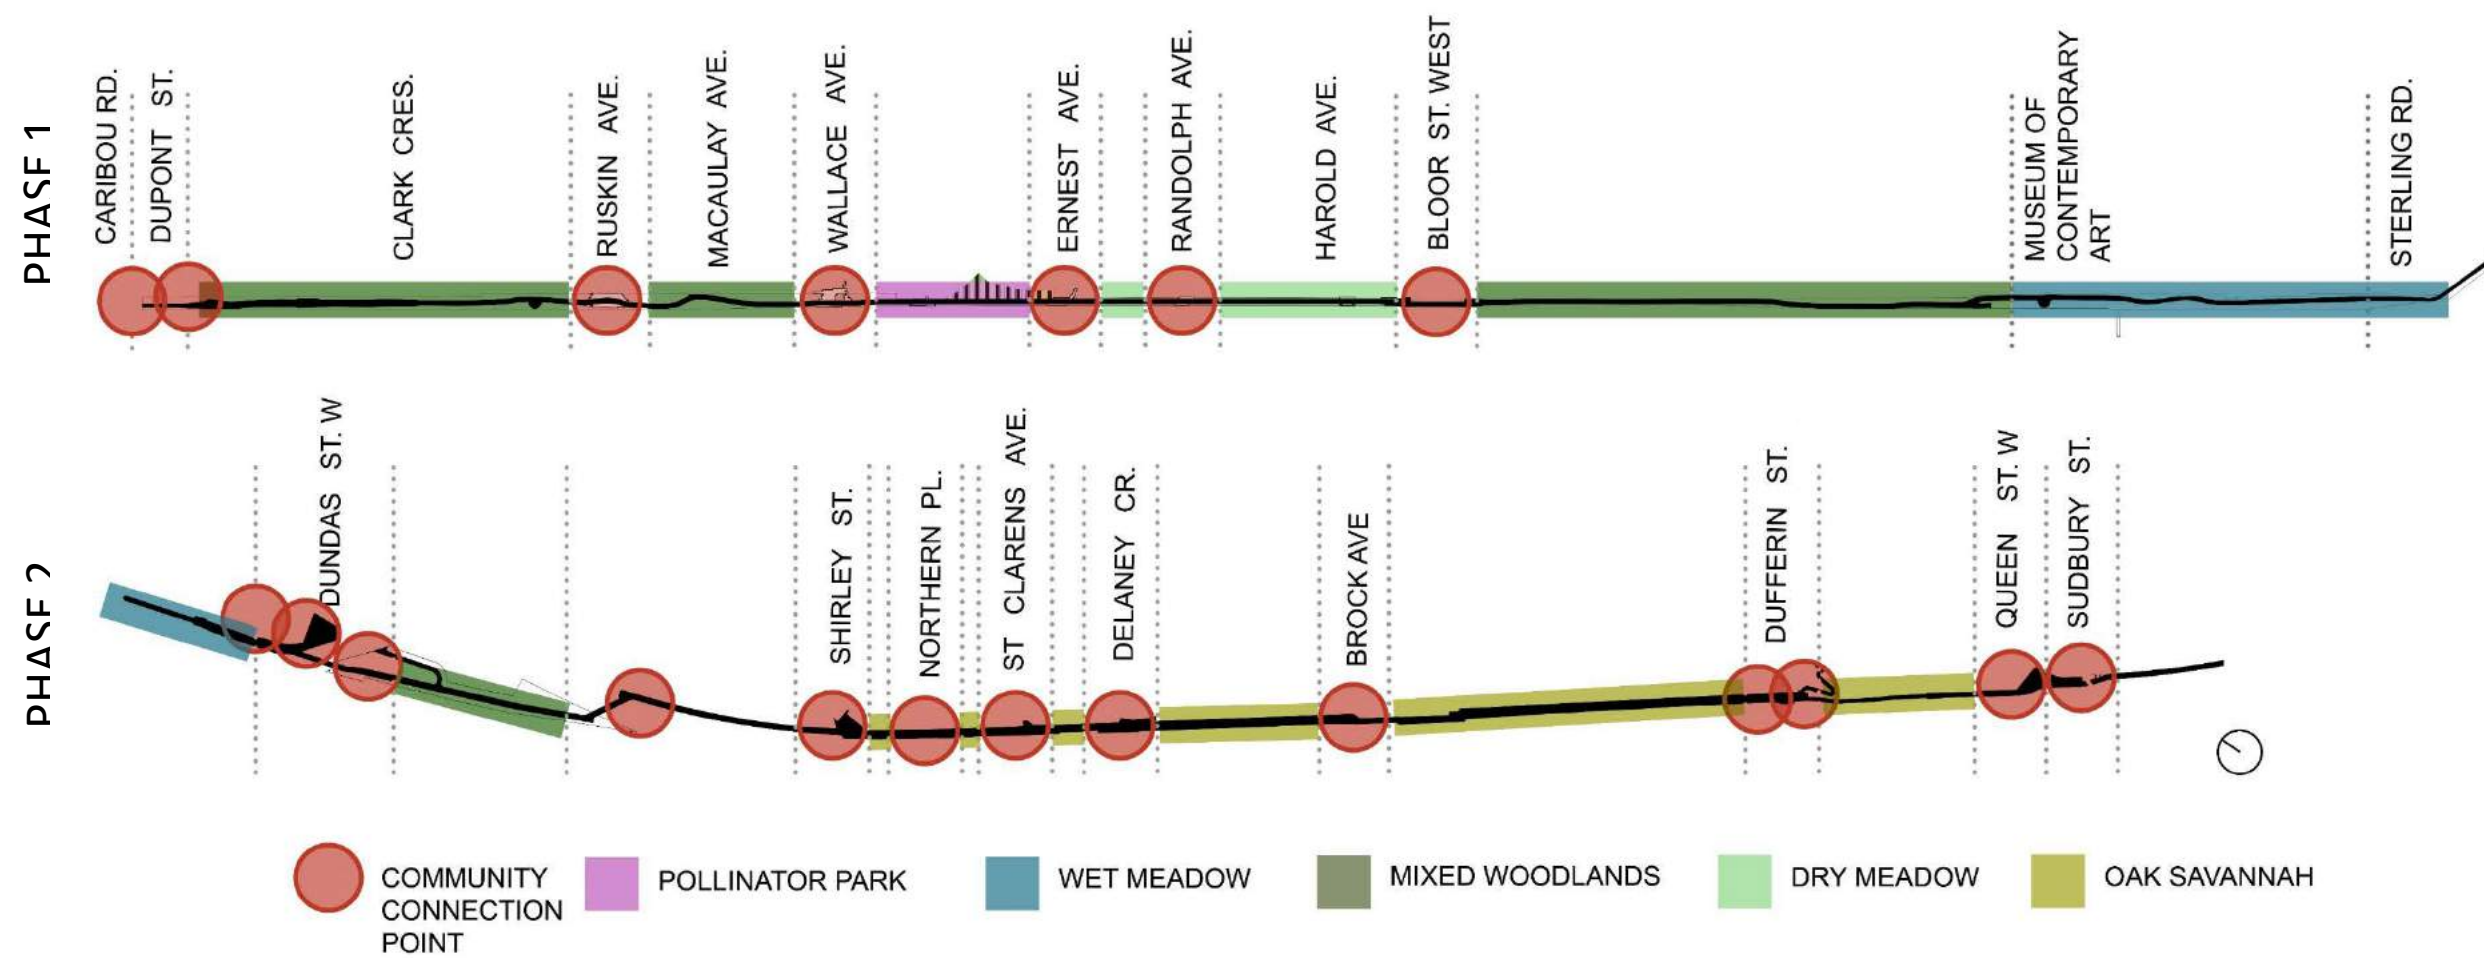 PHASE 1
CARIBOU RD.
DUPONT ST.
CLARK CRES.
RUSKIN AVE.
MACAULAY AVE.
WALLACE AVE.
ERNEST AVE.
RANDOLPH AVE.
HAROLD AVE.
BLOOR ST. WEST
MUSEUM OF
CONTEMPORARY
ART
STERLING RD.
PHASE 2
DUNDAS ST. W
SHIRLEY ST.
NORTHERN PL.
ST CLARENS AVE.
DELANEY CR.
BROCK AVE
DUFFERIN ST.
QUEEN ST. W
SUDBURY ST.
COMMUNITY
CONNECTION
POINT
POLLINATOR PARK
WET MEADOW
MIXED WOODLANDS
DRY MEADOW
OAK SAVANNAH